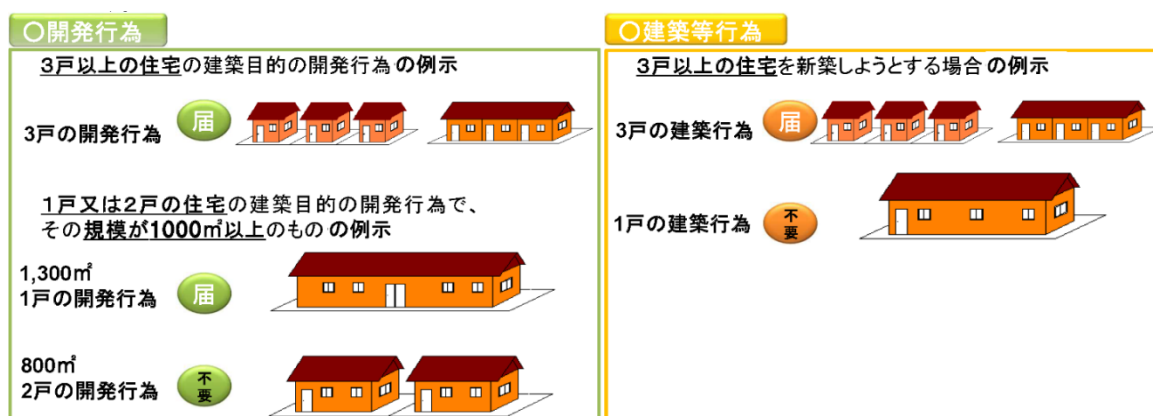 ○開発行為
3戸以上の住宅の建築目的の開発行為の例示
3戸の開発行為
届
1戸又は2戸の住宅の建築目的の開発行為で、
その規模が1000㎡以上のものの例示
1,300㎡
1戸の開発行為
届
800㎡
2戸の開発行為
不要
○建築等行為
3戸以上の住宅を新築しようとする場合の例示
3戸の建築行為
届
1戸の建築行為
不要